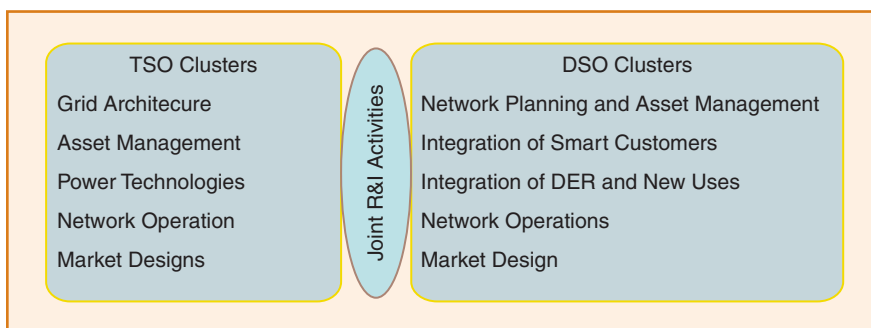 TSO Clusters
Grid Architecure
Asset Management
Power Technologies
Network Operation
Market Designs
Joint R&I Activities
DSO Clusters
Network Planning and Asset Management
Integration of Smart Customers
Integration of DER and New Uses
Network Operations
Market Design